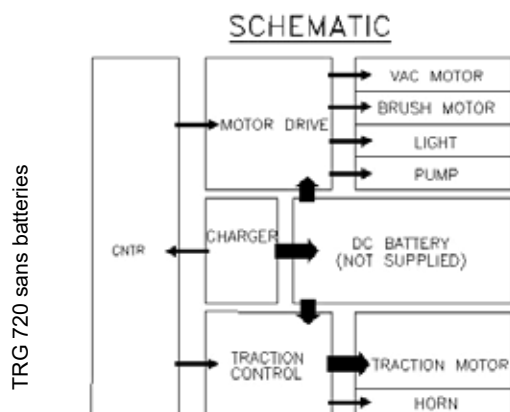 SCHEMATIC
TRG 720 sans batteries
CNTR
MOTOR DRIVE
VAC MOTOR
BRUSH MOTOR
LIGHT
PUMP
CHARGER
DC BATTERY
(NOT SUPPLIED)
TRACTION
CONTROL
TRACTION MOTOR
HORN